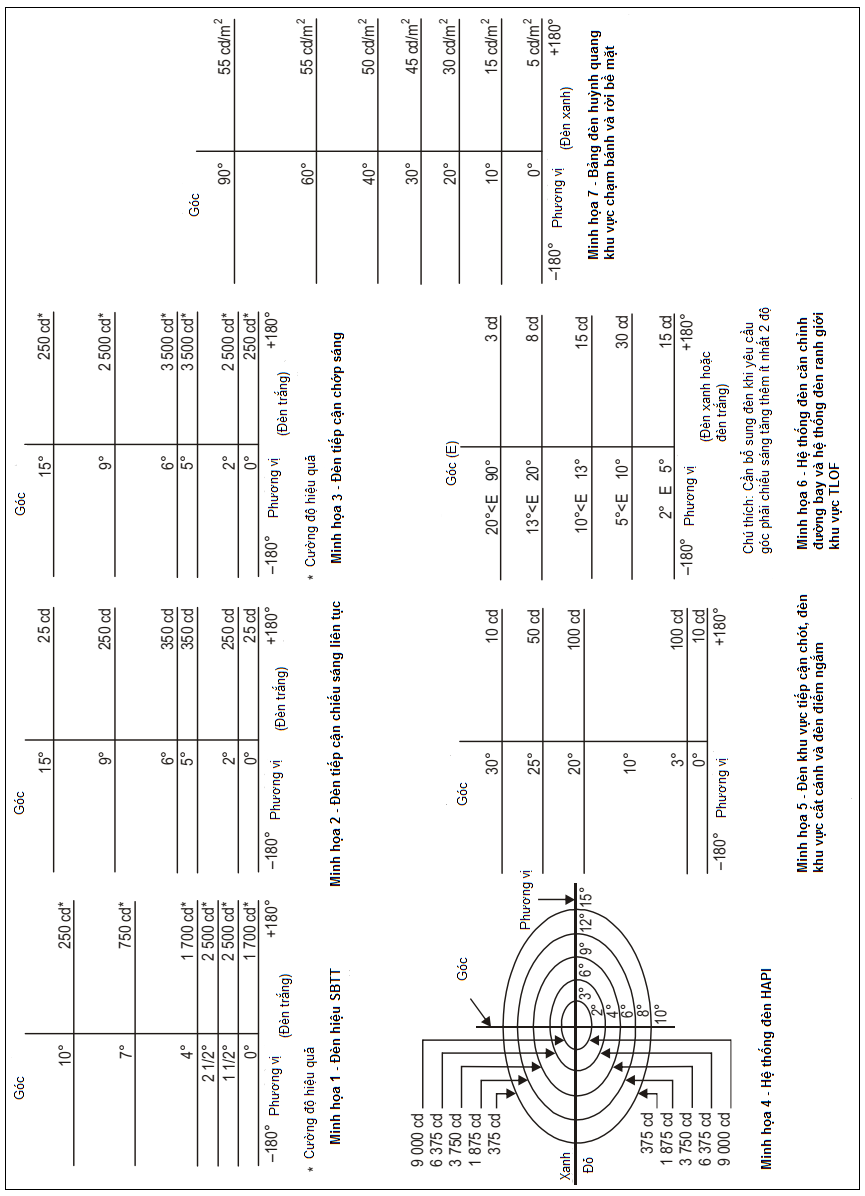 Góc
10° 250 cd*
7° 750 cd*
4° 1 700 cd*
2 1/2° 2 500 cd*
1 1/2° 2 500 cd*
0° 1 700 cd*
–180° Phương vị (Đèn trắng) +180°
* Cường độ hiệu quả
Minh họa 1 - Đèn hiệu SBTT
Góc
15° 25 cd
9° 250 cd
6° 350 cd
5° 350 cd
2° 250 cd
0° 25 cd
–180° Phương vị (Đèn trắng) +180°
Minh họa 2 - Đèn tiếp cận chiếu sáng liên tục
Góc
15° 250 cd*
9° 2 500 cd*
6° 3 500 cd*
5° 3 500 cd*
2° 2 500 cd*
0° 250 cd*
–180° Phương vị (Đèn trắng) +180°
* Cường độ hiệu quả
Minh họa 3 - Đèn tiếp cận chớp sáng
9 000 cd
6 375 cd
3 750 cd
1 875 cd
375 cd
Góc
Phương vị
Xanh
Đỏ
3° 6° 9° 12° 15°
2°
4°
6°
8°
10°
375 cd
1 875 cd
3 750 cd
6 375 cd
9 000 cd
Minh họa 4 - Hệ thống đèn HAPI
Góc
30° 10 cd
25° 50 cd
20° 100 cd
10°
3° 100 cd
0° 10 cd
–180° Phương vị +180°
Minh họa 5 - Đèn khu vực tiếp cận chót, đèn
khu vực cất cánh và đèn điểm ngắm
Góc (E)
20°<E 90° 3 cd
13°<E 20° 8 cd
10°<E 13° 15 cd
5°<E 10° 30 cd
2° E 5° 15 cd
–180° Phương vị +180°
(Đèn xanh hoặc
đèn trắng)
Chú thích: Cần bổ sung đèn khi yêu cầu
góc phải chiếu sáng tăng thêm ít nhất 2 độ
Minh họa 6 - Hệ thống đèn căn chỉnh
đường bay và hệ thống đèn ranh giới
khu vực TLOF
Góc
90° 55 cd/m²
60° 55 cd/m²
40° 50 cd/m²
30° 45 cd/m²
20° 30 cd/m²
10° 15 cd/m²
0° 5 cd/m²
–180° Phương vị (Đèn xanh) +180°
Minh họa 7 - Bảng đèn huỳnh quang
khu vực chạm bánh và rời bề mặt